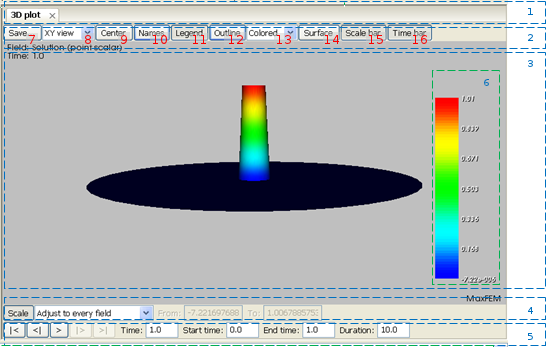 3D plot
1
Save... XY view Center Names Legend Outline Colored... Surface Scale bar Time bar
2
7 8 9 10 11 12 13 14 15 16
Field: Solution (point scalar)
Time: 1.0
3
6
1.01
0.839
0.671
0.503
0.336
0.168
-7.22e-005
MaxFEM
Scale Adjust to every field From: -7.221697688 To: 1.006788575
4
|< <| > |> >| Time: 1.0 Start time: 0.0 End time: 1.0 Duration: 10.0
5